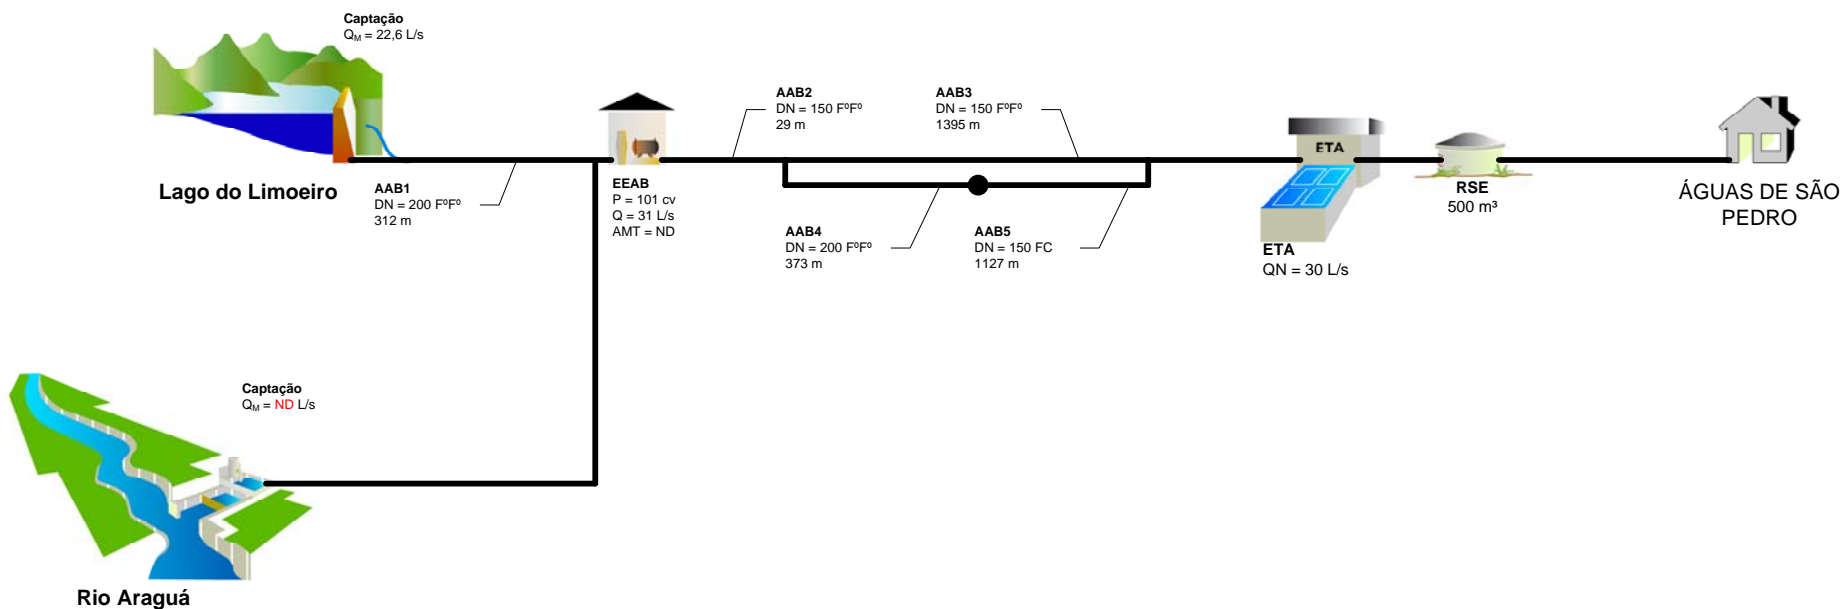 Captação
QM = 22,6 L/s
Lago do Limoeiro
AAB1
DN = 200 FºFº
312 m
EEAB
P = 101 cv
Q = 31 L/s
AMT = ND
AAB2
DN = 150 FºFº
29 m
AAB3
DN = 150 FºFº
1395 m
AAB4
DN = 200 FºFº
373 m
AAB5
DN = 150 FC
1127 m
ETA
ETA
QN = 30 L/s
RSE
500 m³
ÁGUAS DE SÃO
PEDRO
Captação
QM = ND L/s
Rio Araguá